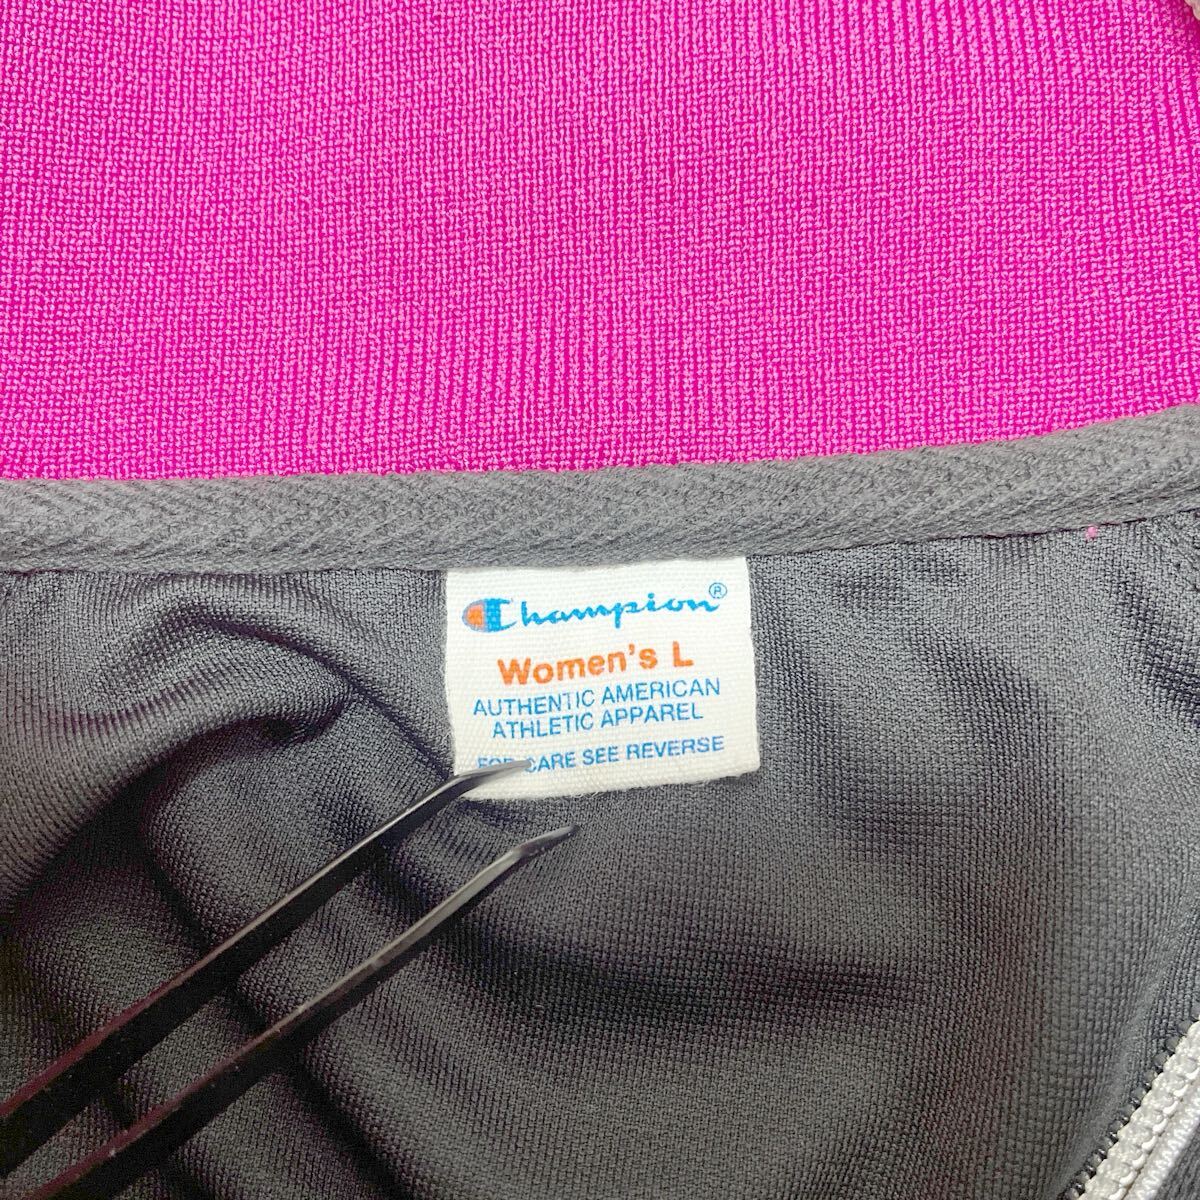 Champion®
Women's L
AUTHENTIC AMERICAN
ATHLETIC APPAREL
FOR CARE SEE REVERSE